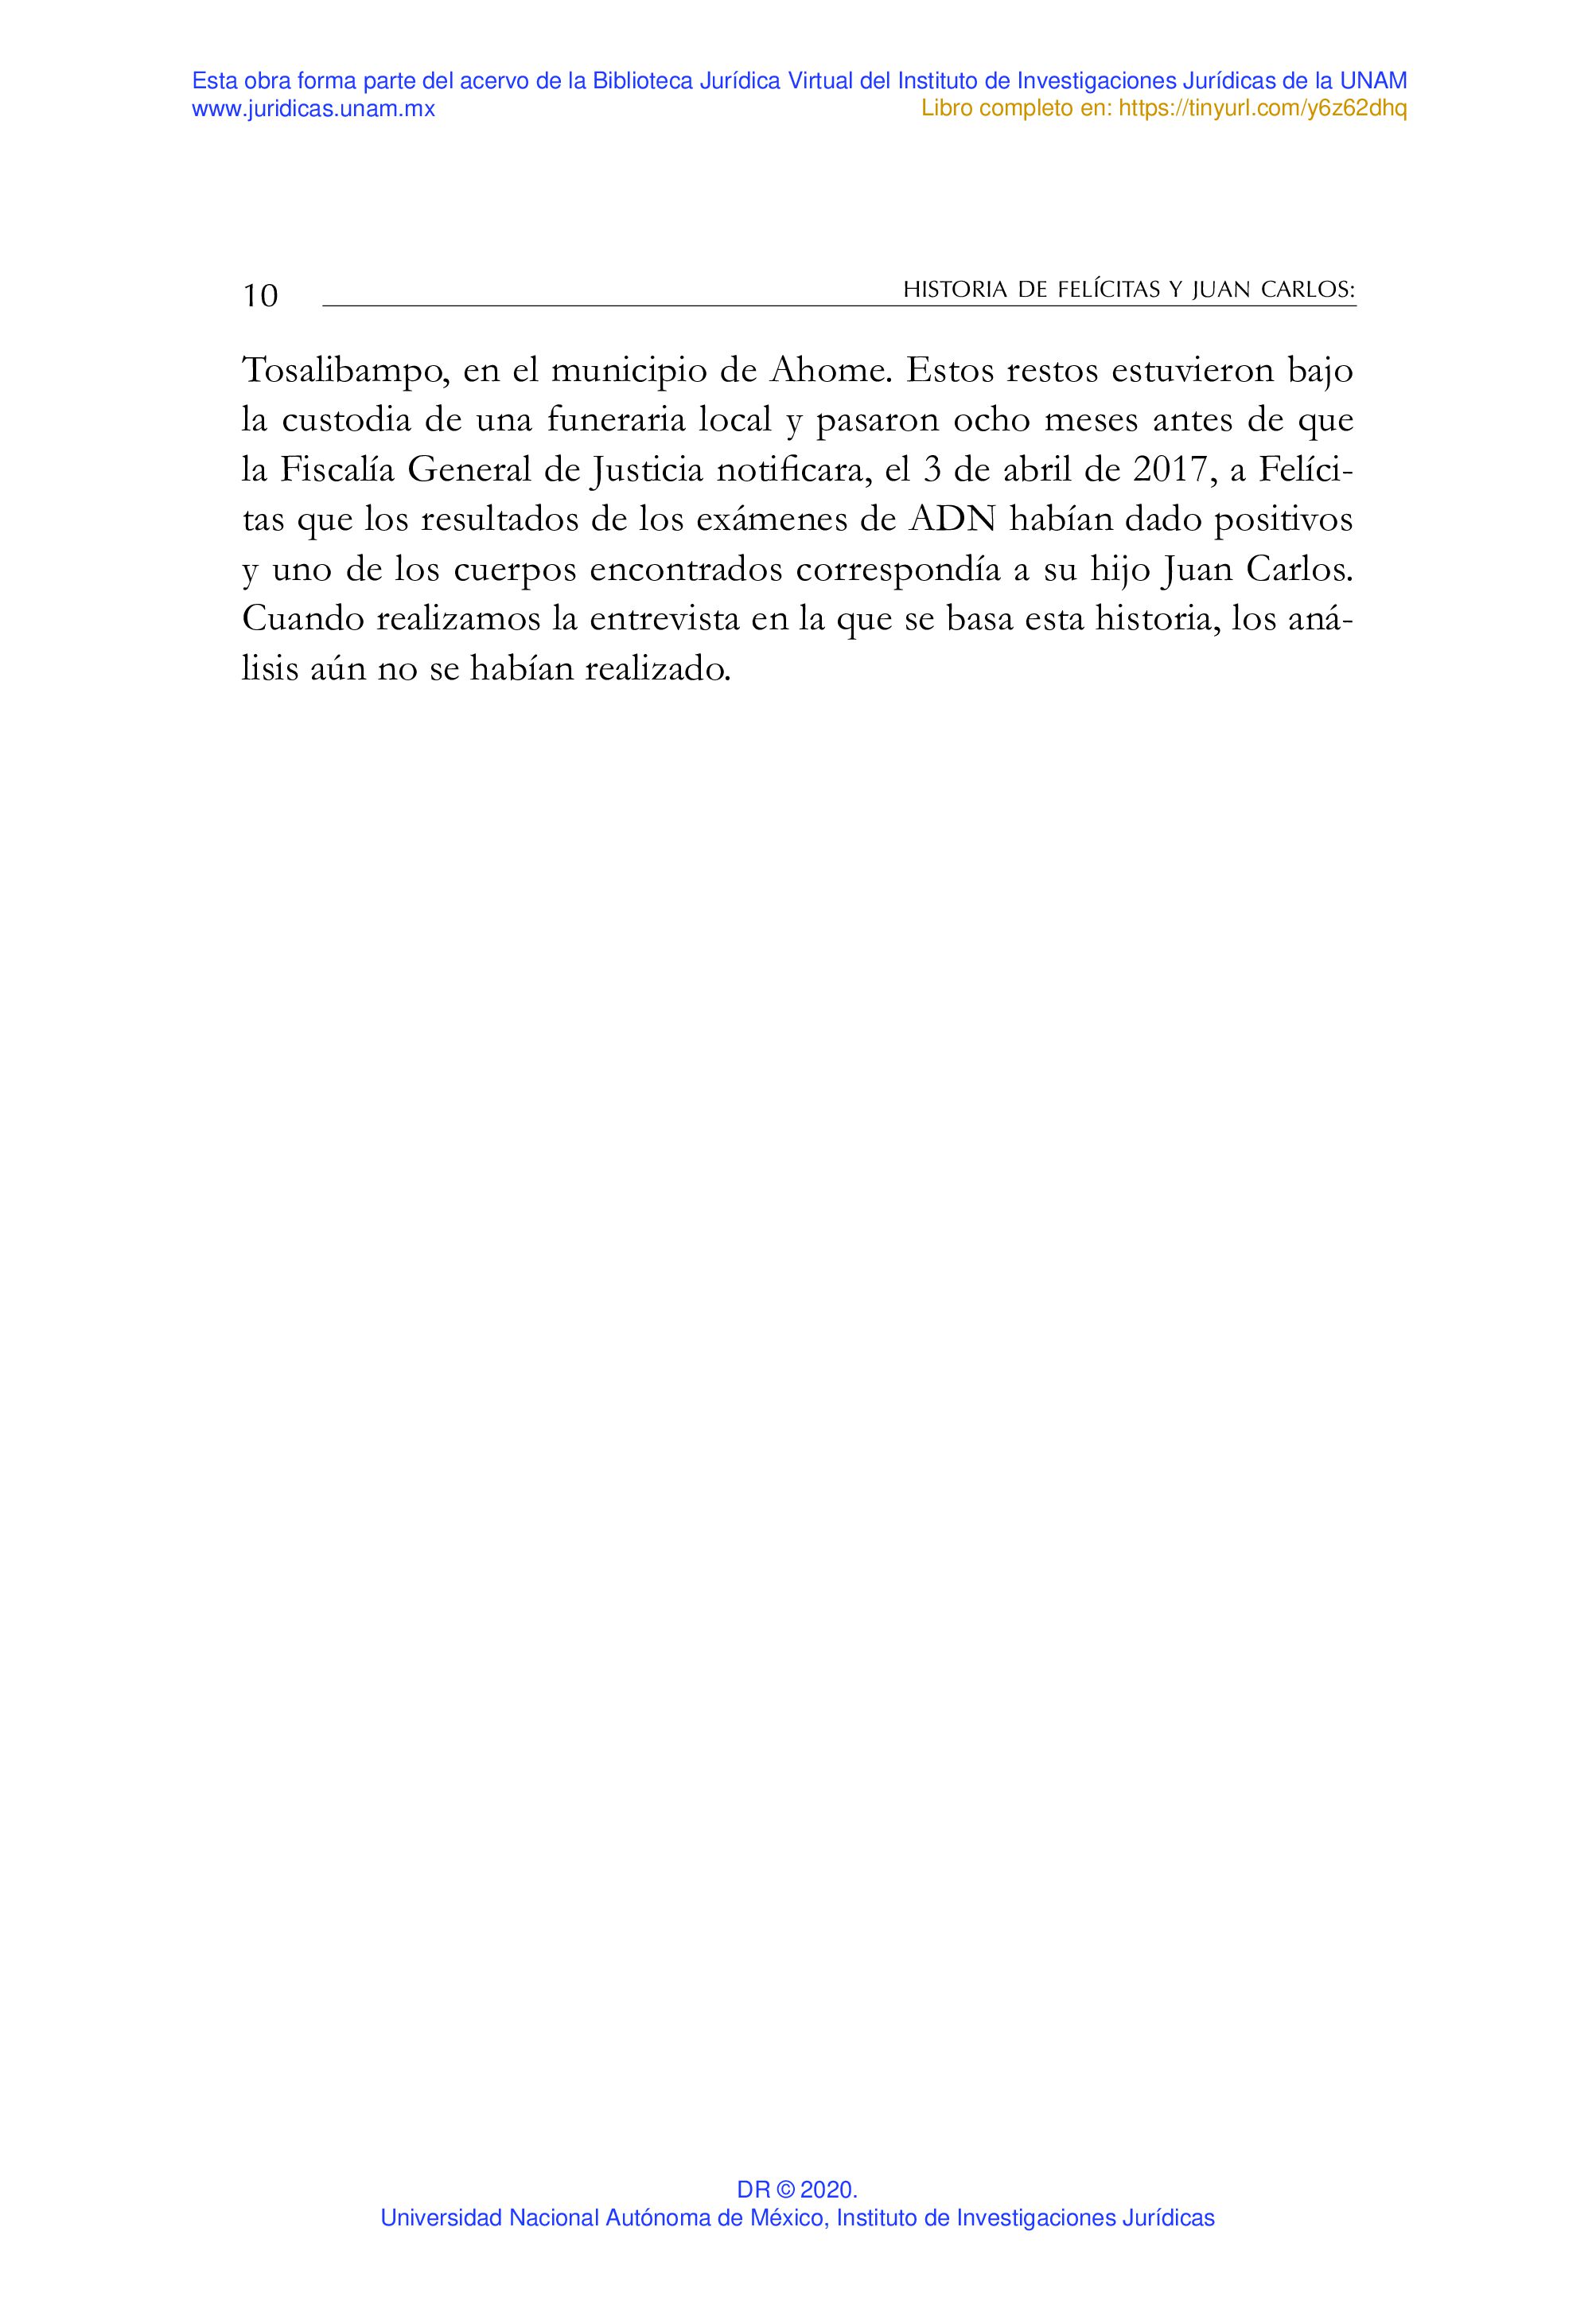 Esta obra forma parte del acervo de la Biblioteca Jurídica Virtual del Instituto de Investigaciones Jurídicas de la UNAM
www.juridicas.unam.mx Libro completo en: https://tinyurl.com/y6z62dhq
10 HISTORIA DE FELÍCITAS Y JUAN CARLOS:
Tosalibampo, en el municipio de Ahome. Estos restos estuvieron bajo
la custodia de una funeraria local y pasaron ocho meses antes de que
la Fiscalía General de Justicia notificara, el 3 de abril de 2017, a Felíci-
tas que los resultados de los exámenes de ADN habían dado positivos
y uno de los cuerpos encontrados correspondía a su hijo Juan Carlos.
Cuando realizamos la entrevista en la que se basa esta historia, los aná-
lisis aún no se habían realizado.
DR © 2020.
Universidad Nacional Autónoma de México, Instituto de Investigaciones Jurídicas